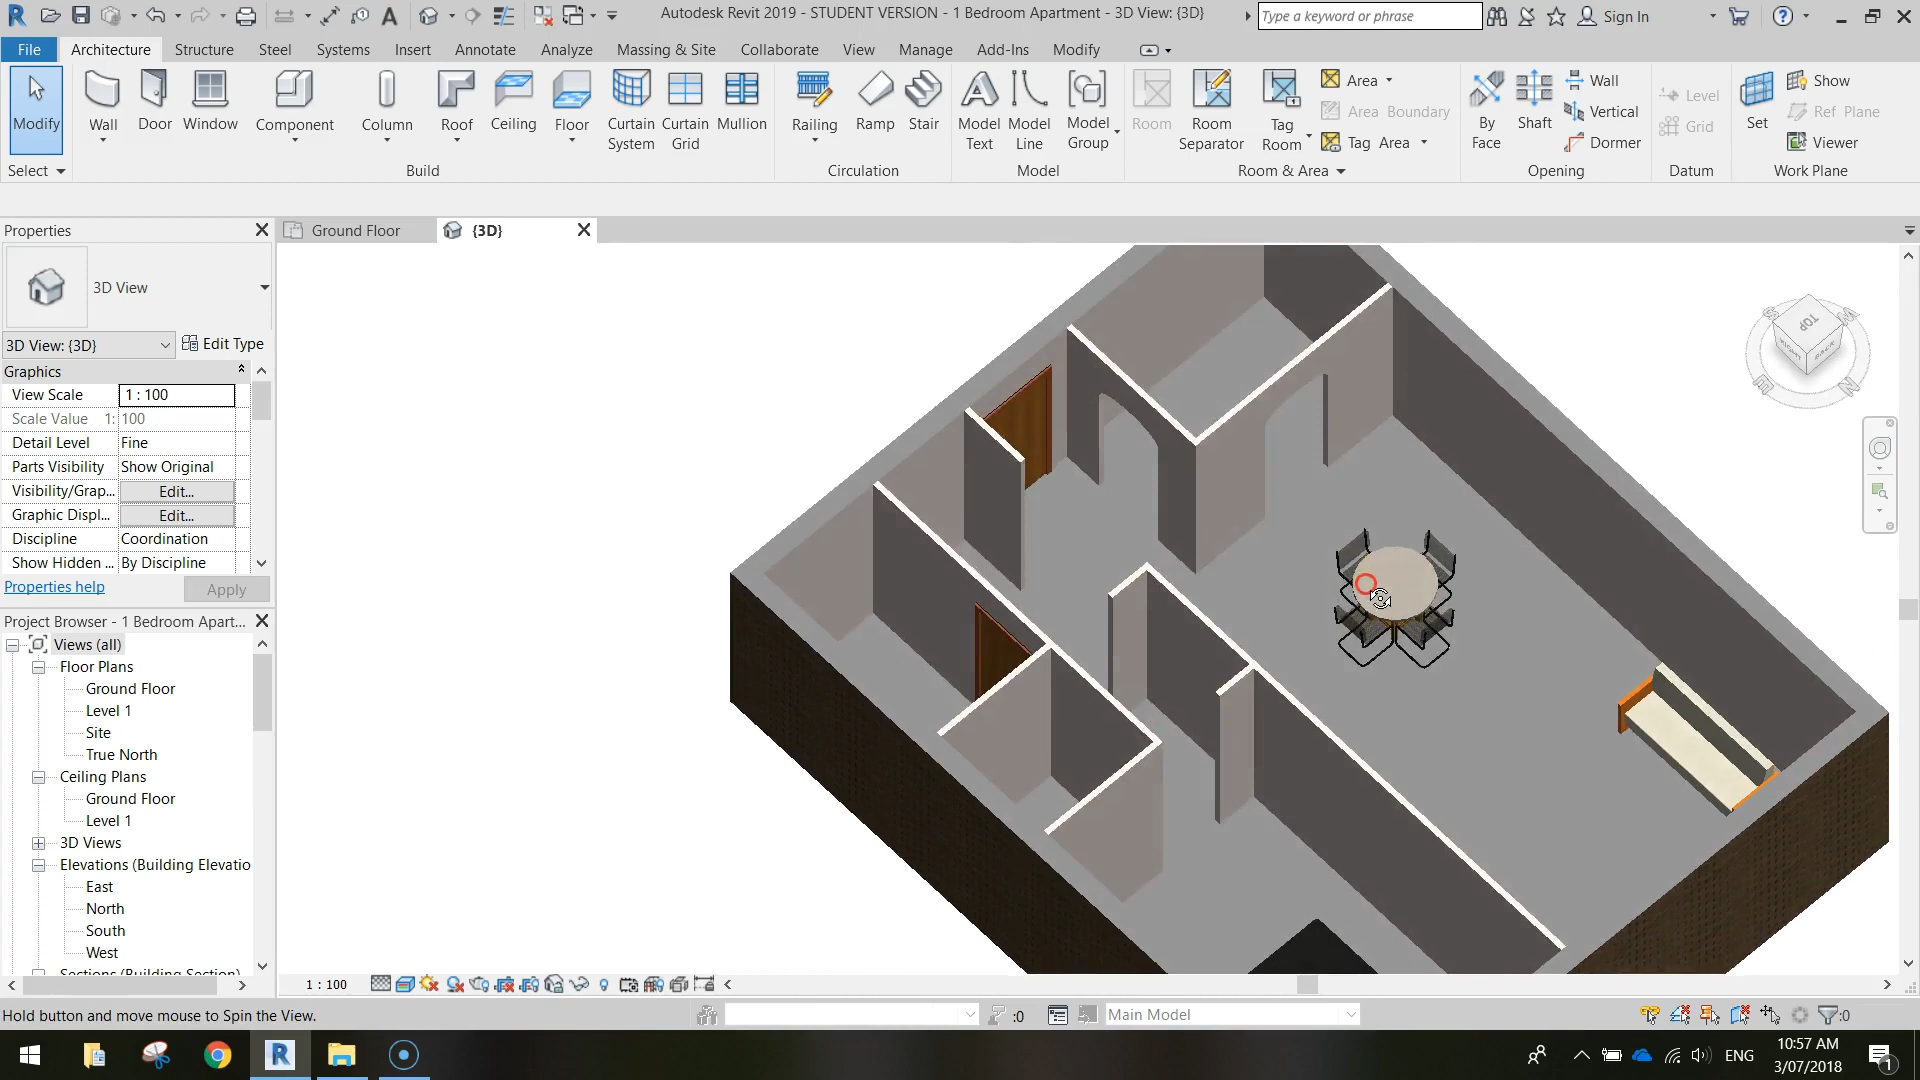 Autodesk Revit 2019 - STUDENT VERSION - 1 Bedroom Apartment - 3D View: {3D}
Type a keyword or phrase
Sign In
File Architecture Structure Steel Systems Insert Annotate Analyze Massing & Site Collaborate View Manage Add-Ins Modify
Modify
Wall
Door
Window
Component
Column
Roof
Ceiling
Floor
Curtain System
Curtain Grid
Mullion
Railing
Ramp
Stair
Model Text
Model Line
Model Group
Room
Room Separator
Tag Room
Area
Area Boundary
Tag Area
By Face
Shaft
Wall
Vertical
Dormer
Level
Grid
Set
Show
Ref Plane
Viewer
Select
Build
Circulation
Model
Room & Area
Opening
Datum
Work Plane
Properties
Ground Floor
{3D}
3D View
3D View: {3D}
Edit Type
Graphics
View Scale 1 : 100
Scale Value 1: 100
Detail Level Fine
Parts Visibility Show Original
Visibility/Grap... Edit...
Graphic Displ... Edit...
Discipline Coordination
Show Hidden ... By Discipline
Properties help
Apply
Project Browser - 1 Bedroom Apart...
Views (all)
Floor Plans
Ground Floor
Level 1
Site
True North
Ceiling Plans
Ground Floor
Level 1
3D Views
Elevations (Building Elevatio
East
North
South
West
Sections (Building Section)
TOP
RIGHT
BACK
S
W
E
N
1 : 100
Hold button and move mouse to Spin the View.
:0
Main Model
:0
ENG
10:57 AM
3/07/2018
1